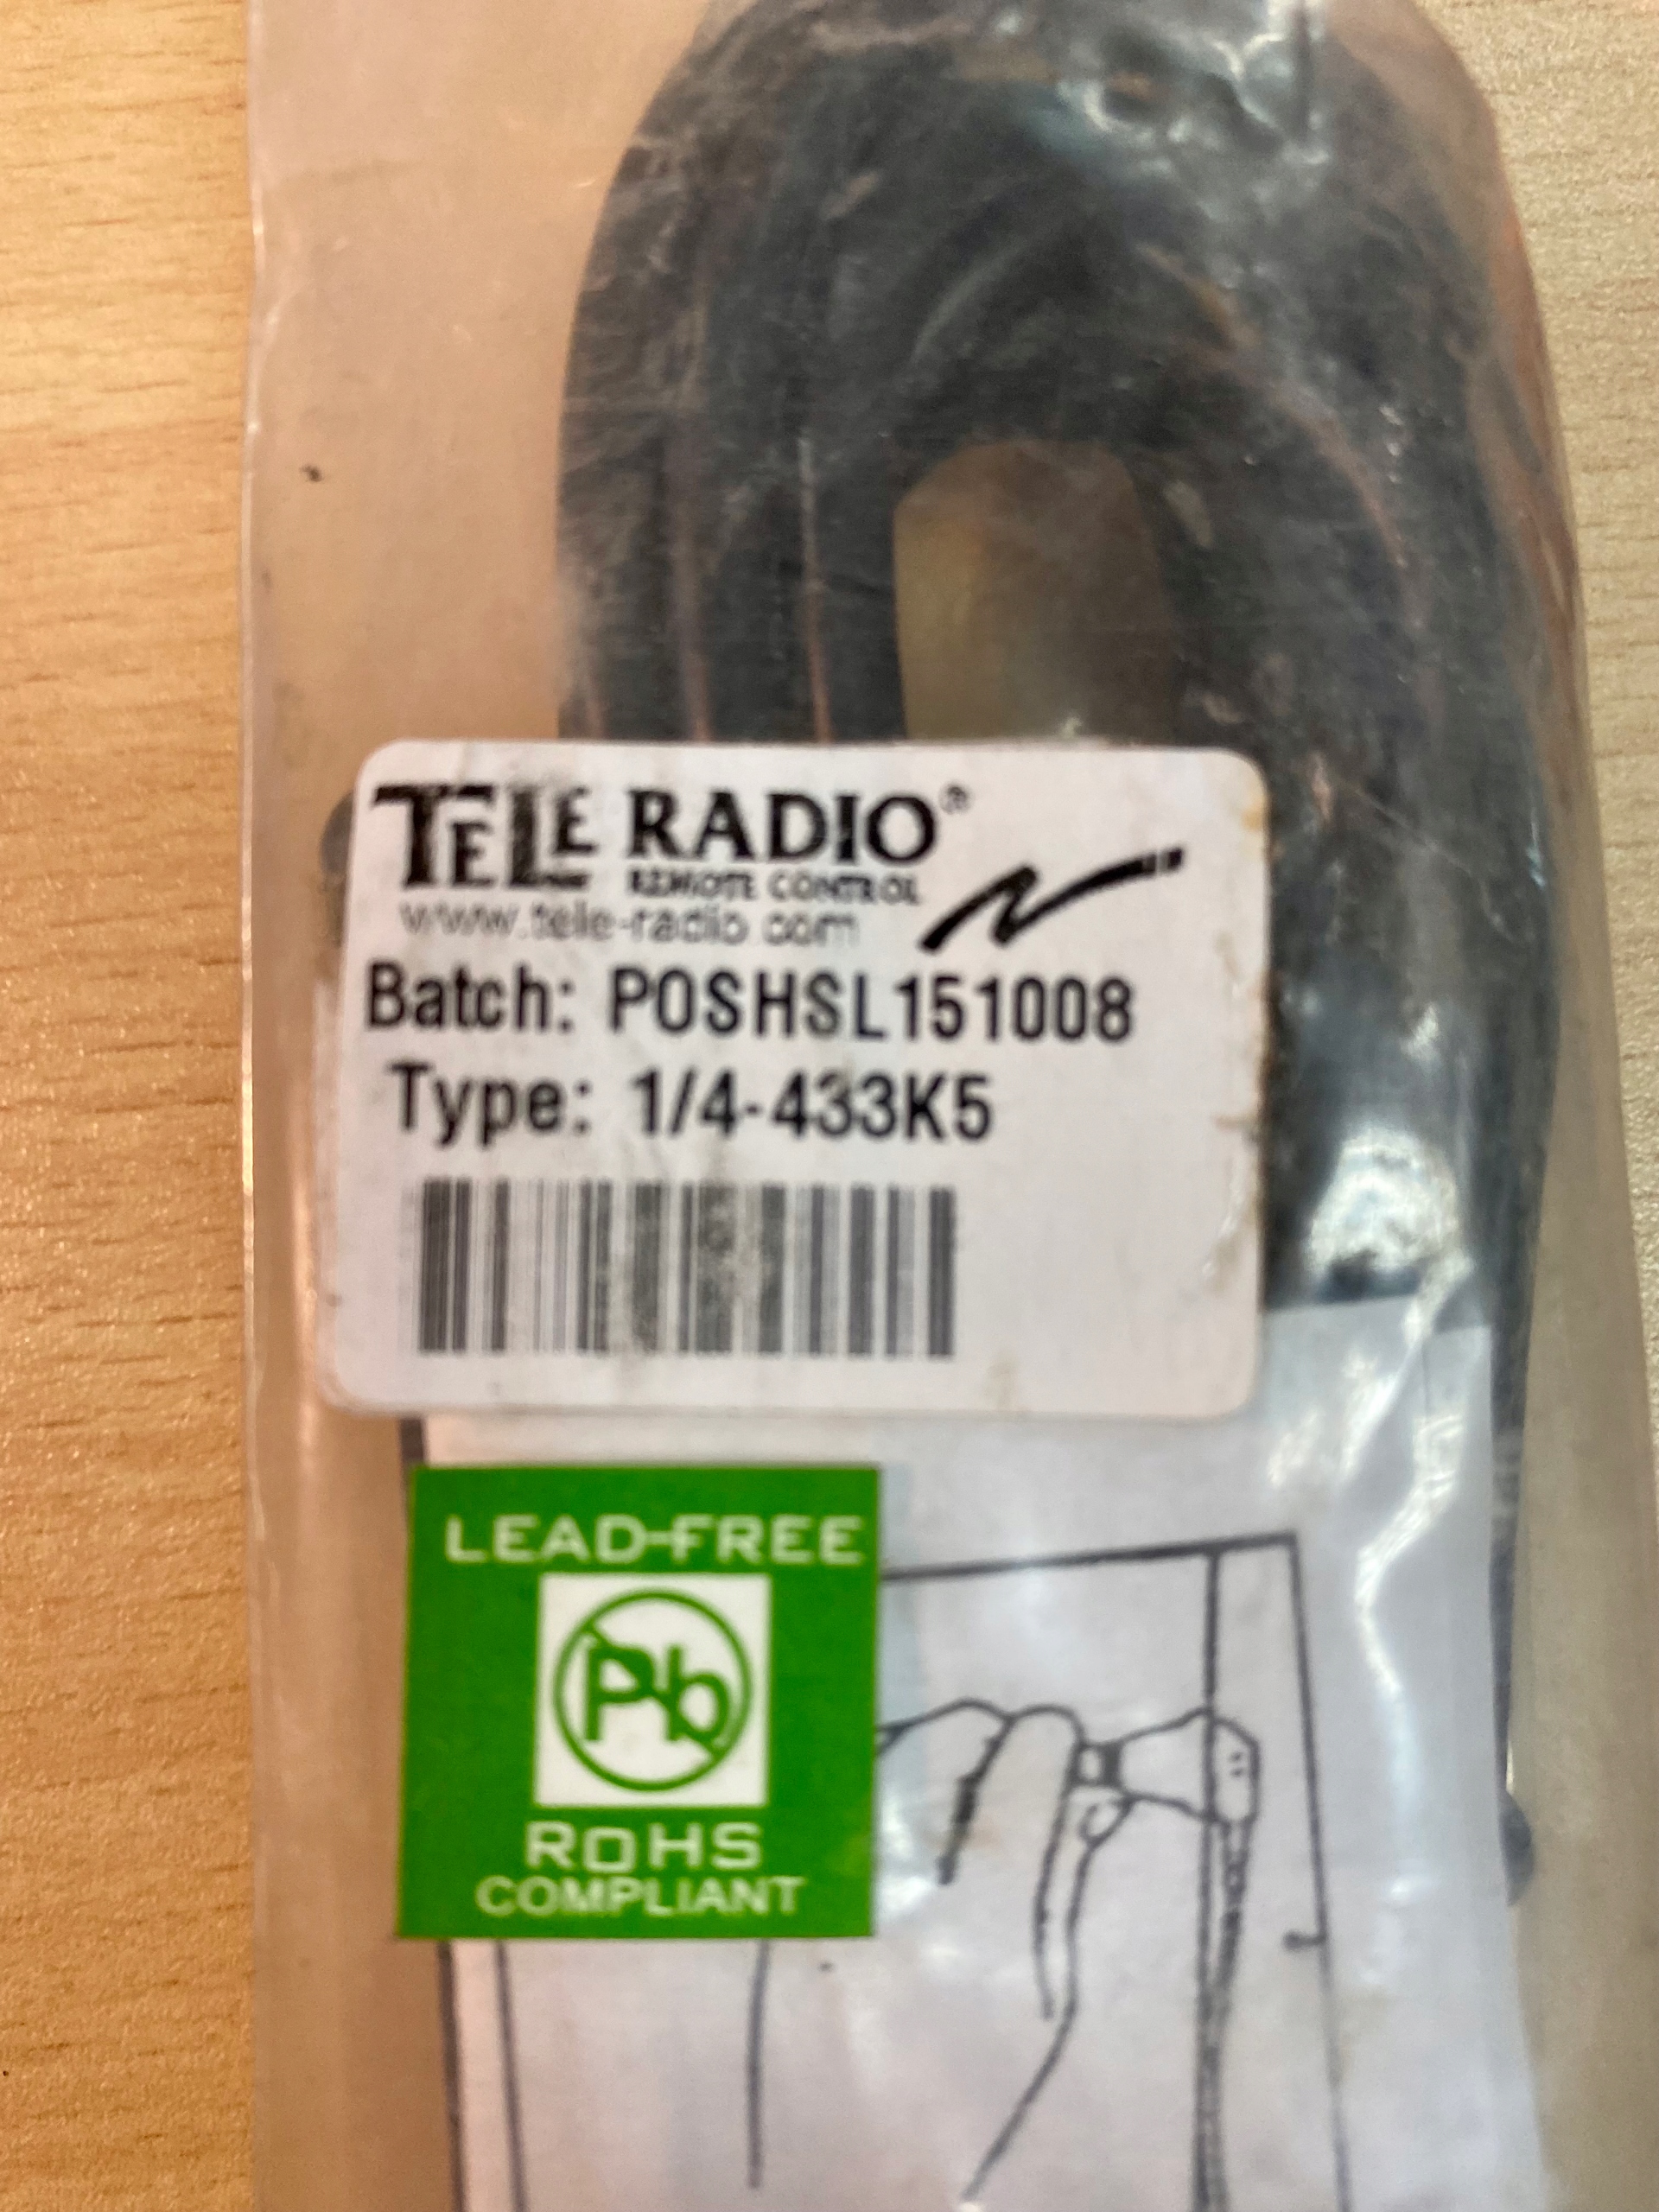 TELE RADIO®
REMOTE CONTROL
www.tele-radio.com
Batch: POSHSL151008
Type: 1/4-433K5
LEAD-FREE
Pb
ROHS
COMPLIANT